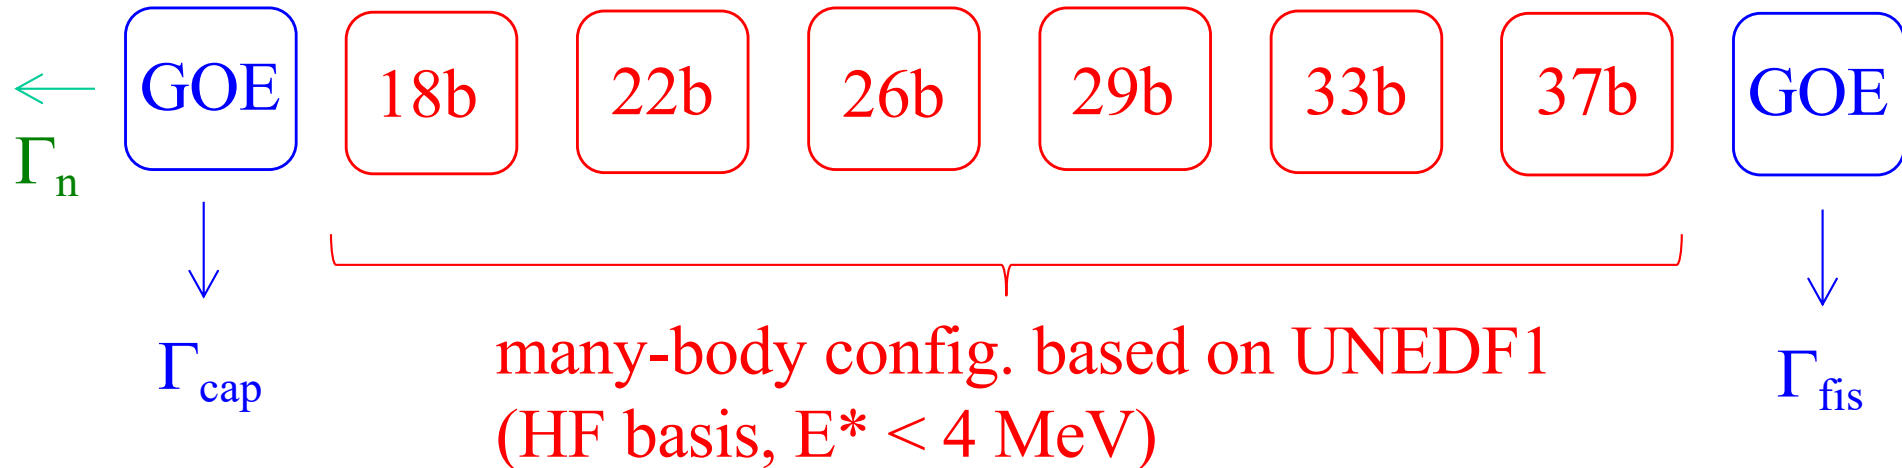 GOE 18b 22b 26b 29b 33b 37b GOE
Γn
Γcap
many-body config. based on UNEDF1
(HF basis, E* < 4 MeV)
Γfis